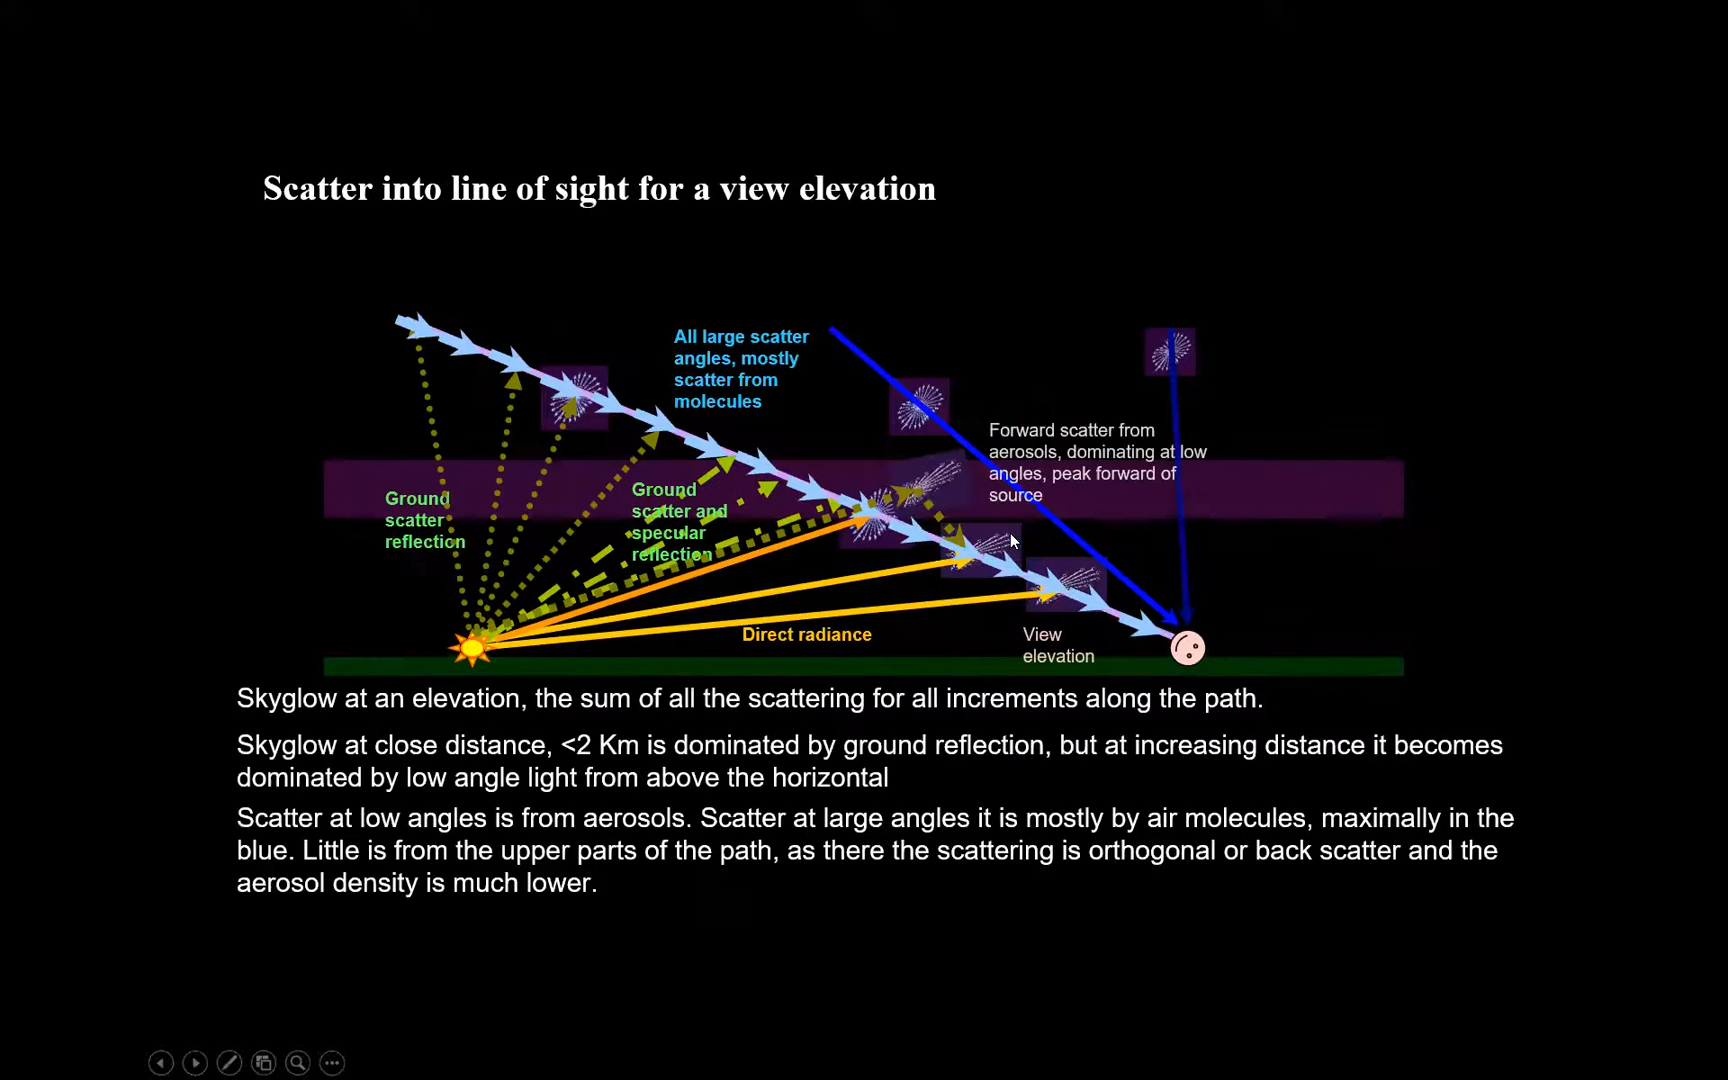 Scatter into line of sight for a view elevation
All large scatter
angles, mostly
scatter from
molecules
Forward scatter from
aerosols, dominating at low
angles, peak forward of
source
Ground
scatter
reflection
Ground
scatter and
specular
reflection
Direct radiance
View
elevation
Skyglow at an elevation, the sum of all the scattering for all increments along the path.
Skyglow at close distance, <2 Km is dominated by ground reflection, but at increasing distance it becomes
dominated by low angle light from above the horizontal
Scatter at low angles is from aerosols. Scatter at large angles it is mostly by air molecules, maximally in the
blue. Little is from the upper parts of the path, as there the scattering is orthogonal or back scatter and the
aerosol density is much lower.